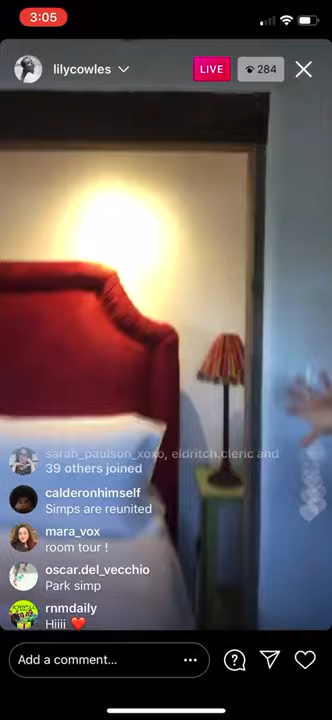 3:05
lilycowles
LIVE
284
sarah_paulson_xoxo, eldritch.cleric and
39 others joined
calderonhimself
Simps are reunited
mara_vox
room tour !
oscar.del_vecchio
Park simp
rnmdaily
Hiiii ❤️
Add a comment...